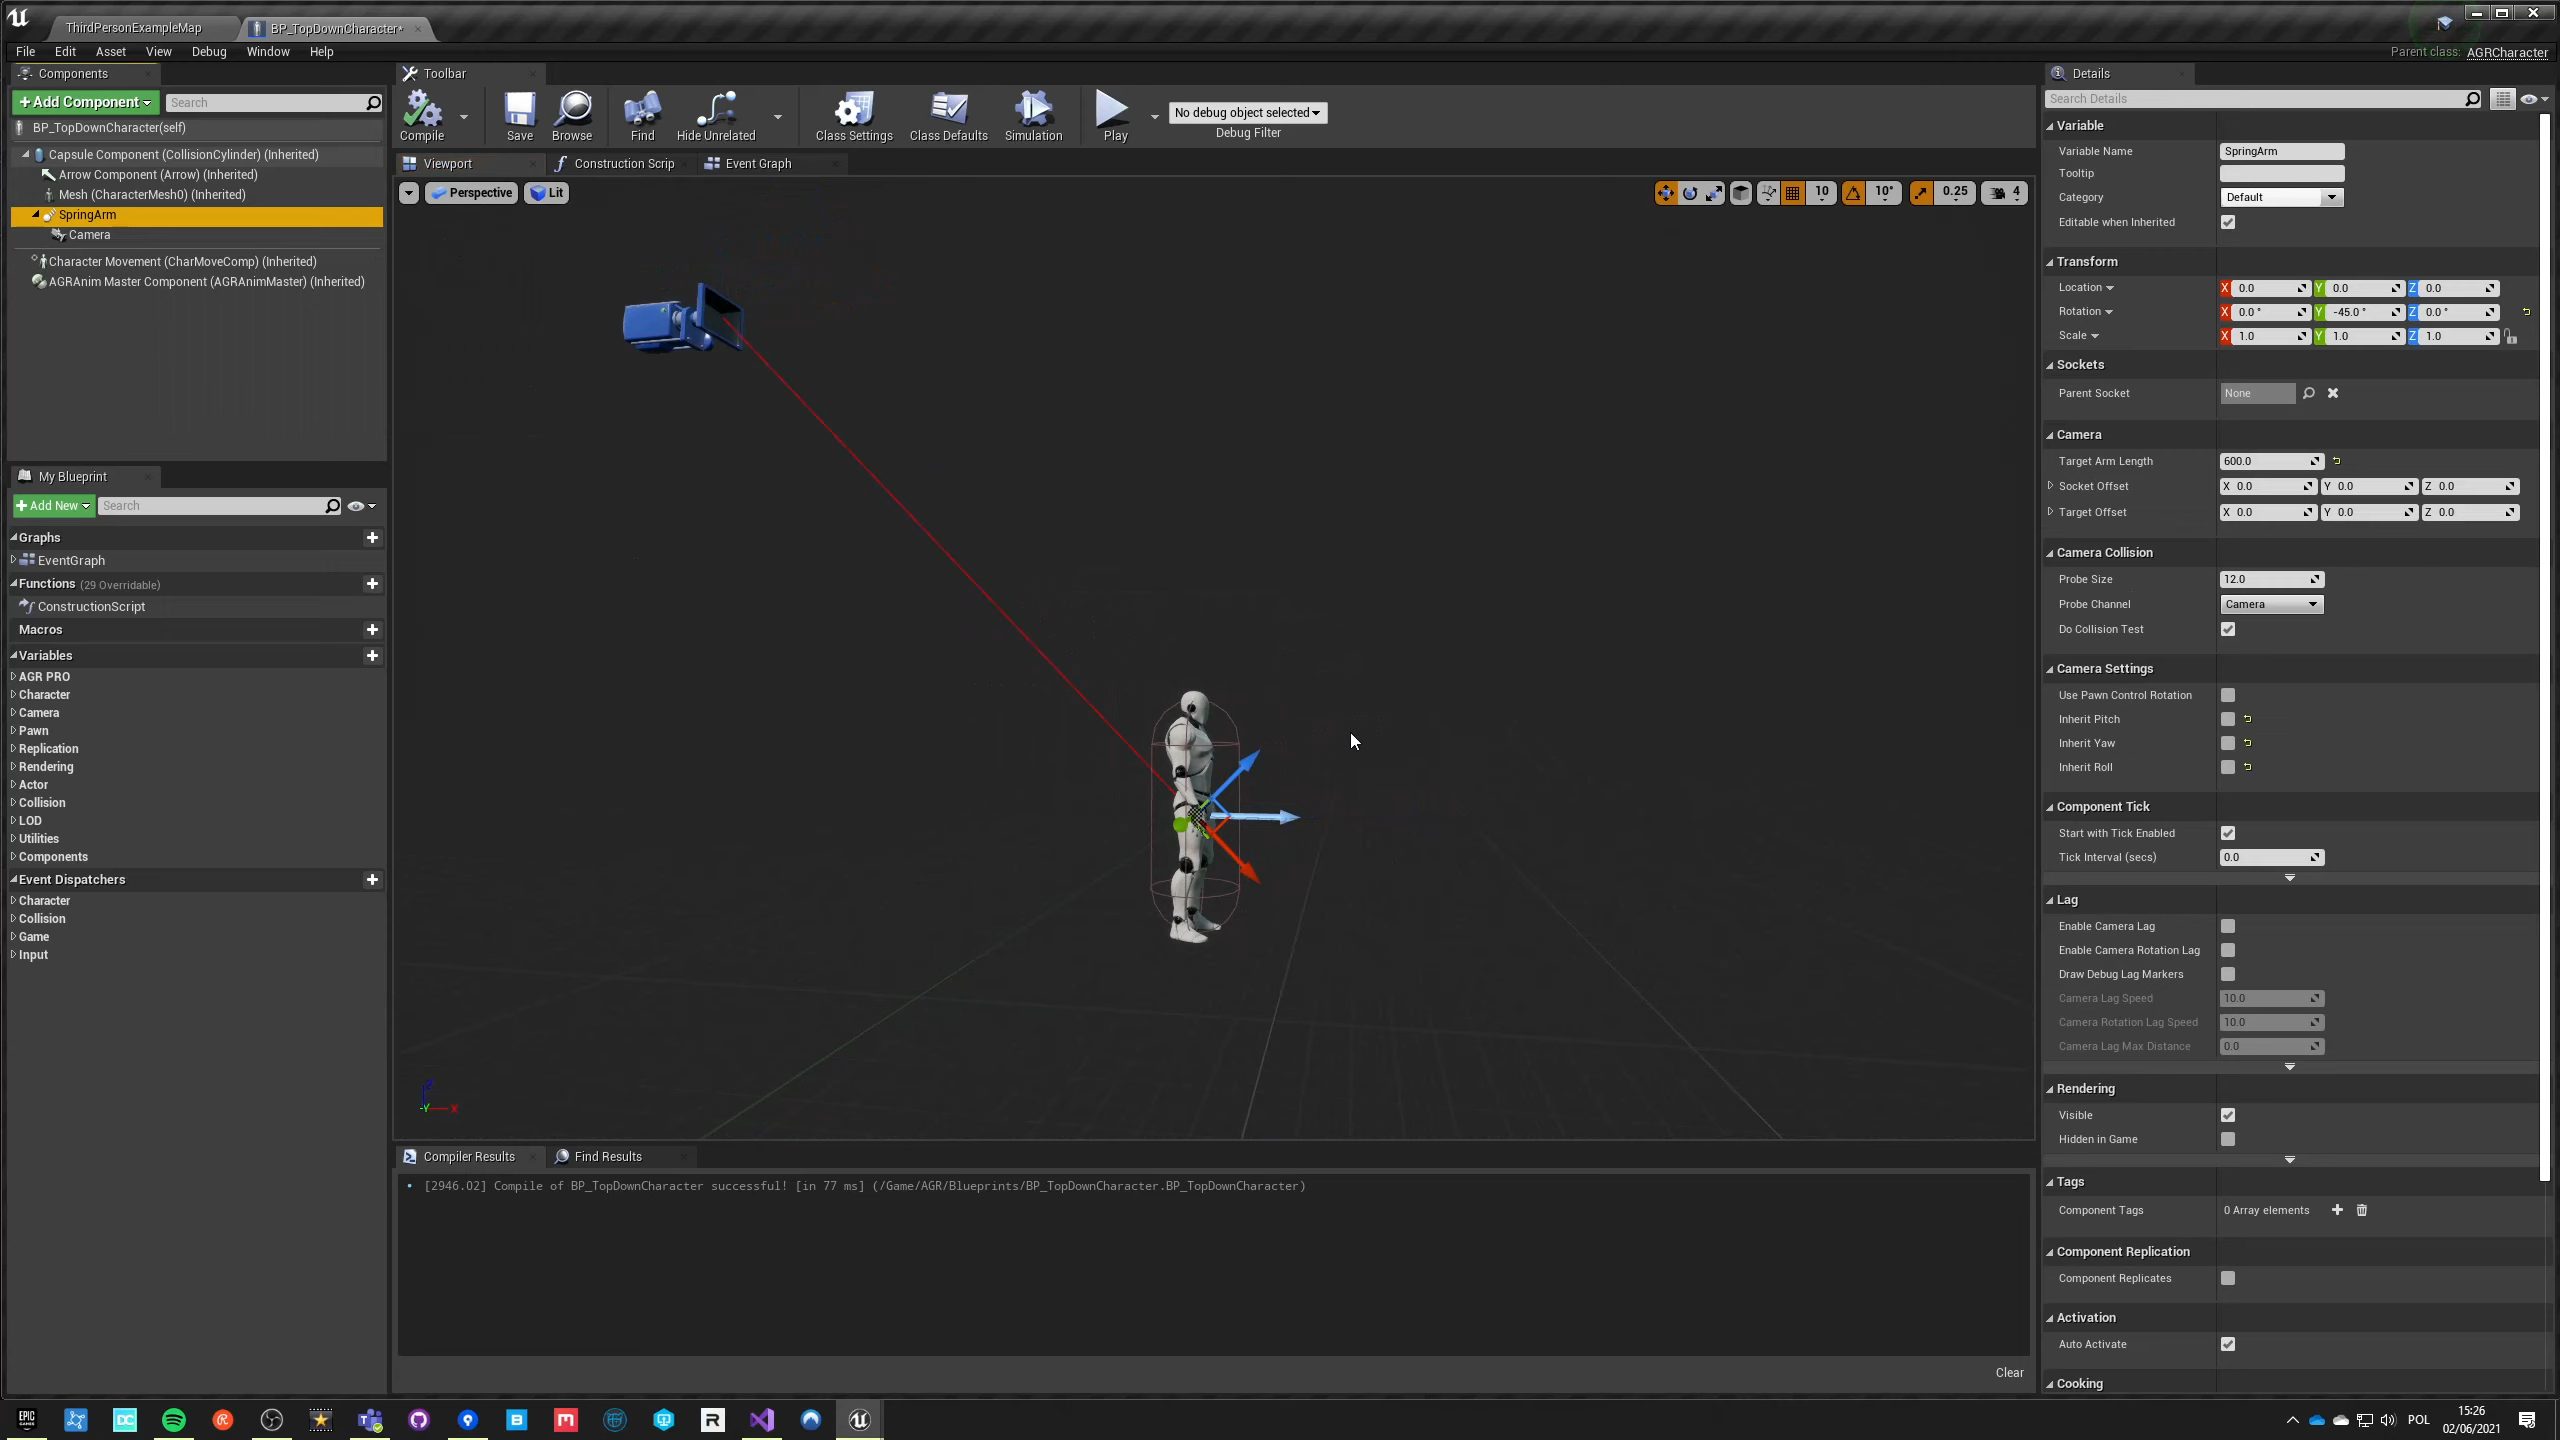 ThirdPersonExampleMap
BP_TopDownCharacter*
File Edit Asset View Debug Window Help
Parent class: AGRCharacter
Components
+Add Component
Search
BP_TopDownCharacter(self)
Capsule Component (CollisionCylinder) (Inherited)
Arrow Component (Arrow) (Inherited)
Mesh (CharacterMesh0) (Inherited)
SpringArm
Camera
Character Movement (CharMoveComp) (Inherited)
AGRAnim Master Component (AGRAnimMaster) (Inherited)
My Blueprint
+Add New
Search
Graphs
EventGraph
Functions (29 Overridable)
ConstructionScript
Macros
Variables
AGR PRO
Character
Camera
Pawn
Replication
Rendering
Actor
Collision
LOD
Utilities
Components
Event Dispatchers
Character
Collision
Game
Input
Toolbar
Compile
Save
Browse
Find
Hide Unrelated
Class Settings
Class Defaults
Simulation
Play
No debug object selected
Debug Filter
Viewport
Construction Scrip
Event Graph
Perspective
Lit
10
10°
0.25
4
Z
Y X
Compiler Results
Find Results
• [2946.02] Compile of BP_TopDownCharacter successful! [in 77 ms] (/Game/AGR/Blueprints/BP_TopDownCharacter.BP_TopDownCharacter)
Clear
Details
Search Details
Variable
Variable Name SpringArm
Tooltip
Category Default
Editable when Inherited
Transform
Location X 0.0 Y 0.0 Z 0.0
Rotation X 0.0 ° Y -45.0 ° Z 0.0 °
Scale X 1.0 Y 1.0 Z 1.0
Sockets
Parent Socket None
Camera
Target Arm Length 600.0
Socket Offset X 0.0 Y 0.0 Z 0.0
Target Offset X 0.0 Y 0.0 Z 0.0
Camera Collision
Probe Size 12.0
Probe Channel Camera
Do Collision Test
Camera Settings
Use Pawn Control Rotation
Inherit Pitch
Inherit Yaw
Inherit Roll
Component Tick
Start with Tick Enabled
Tick Interval (secs) 0.0
Lag
Enable Camera Lag
Enable Camera Rotation Lag
Draw Debug Lag Markers
Camera Lag Speed 10.0
Camera Rotation Lag Speed 10.0
Camera Lag Max Distance 0.0
Rendering
Visible
Hidden in Game
Tags
Component Tags 0 Array elements
Component Replication
Component Replicates
Activation
Auto Activate
Cooking
EPIC GAMES
DC
R
B
M
R
POL
15:26
02/06/2021